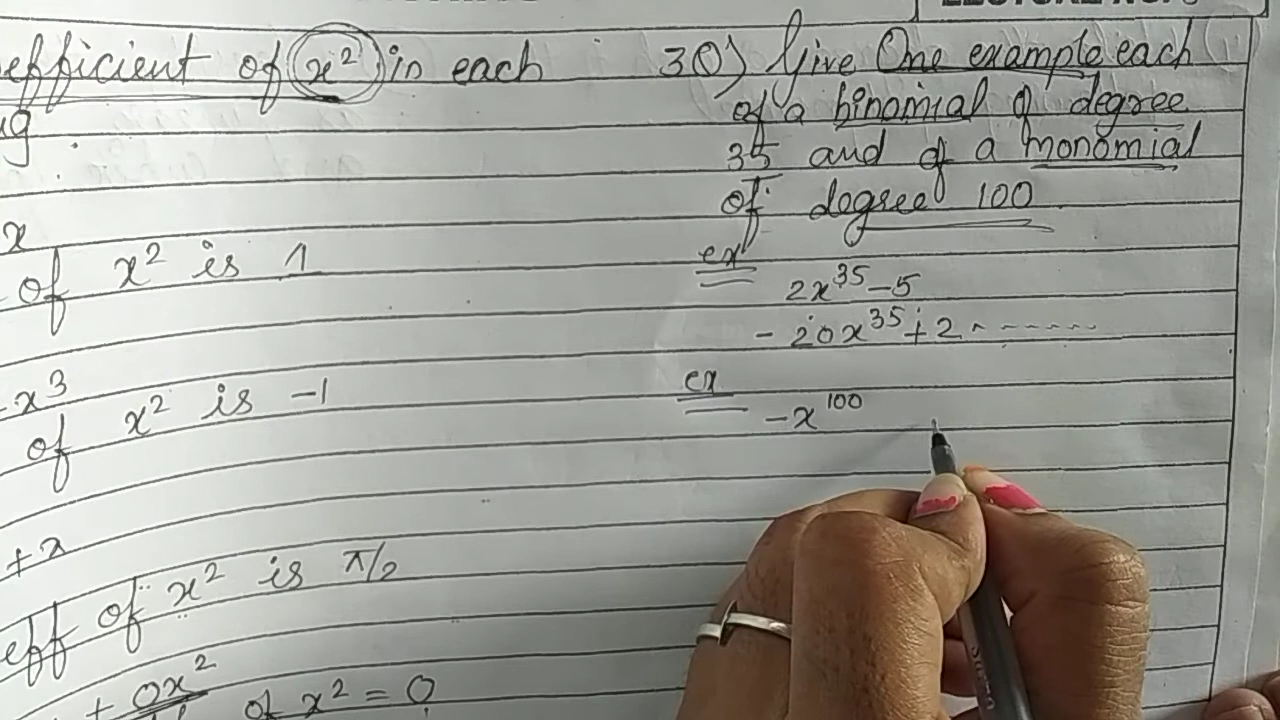 efficient of x² in each
x
of x² is 1
-x³
of x² is -1
+x
eff of x² is π/2
+ 0x²
of x² = 0
3Q) Give One example each
of a binomial of degree
35 and of a monomial
of degree 100
ex
2x³⁵-5
- 20x³⁵+2 - - - - - -
ex
-x¹⁰⁰